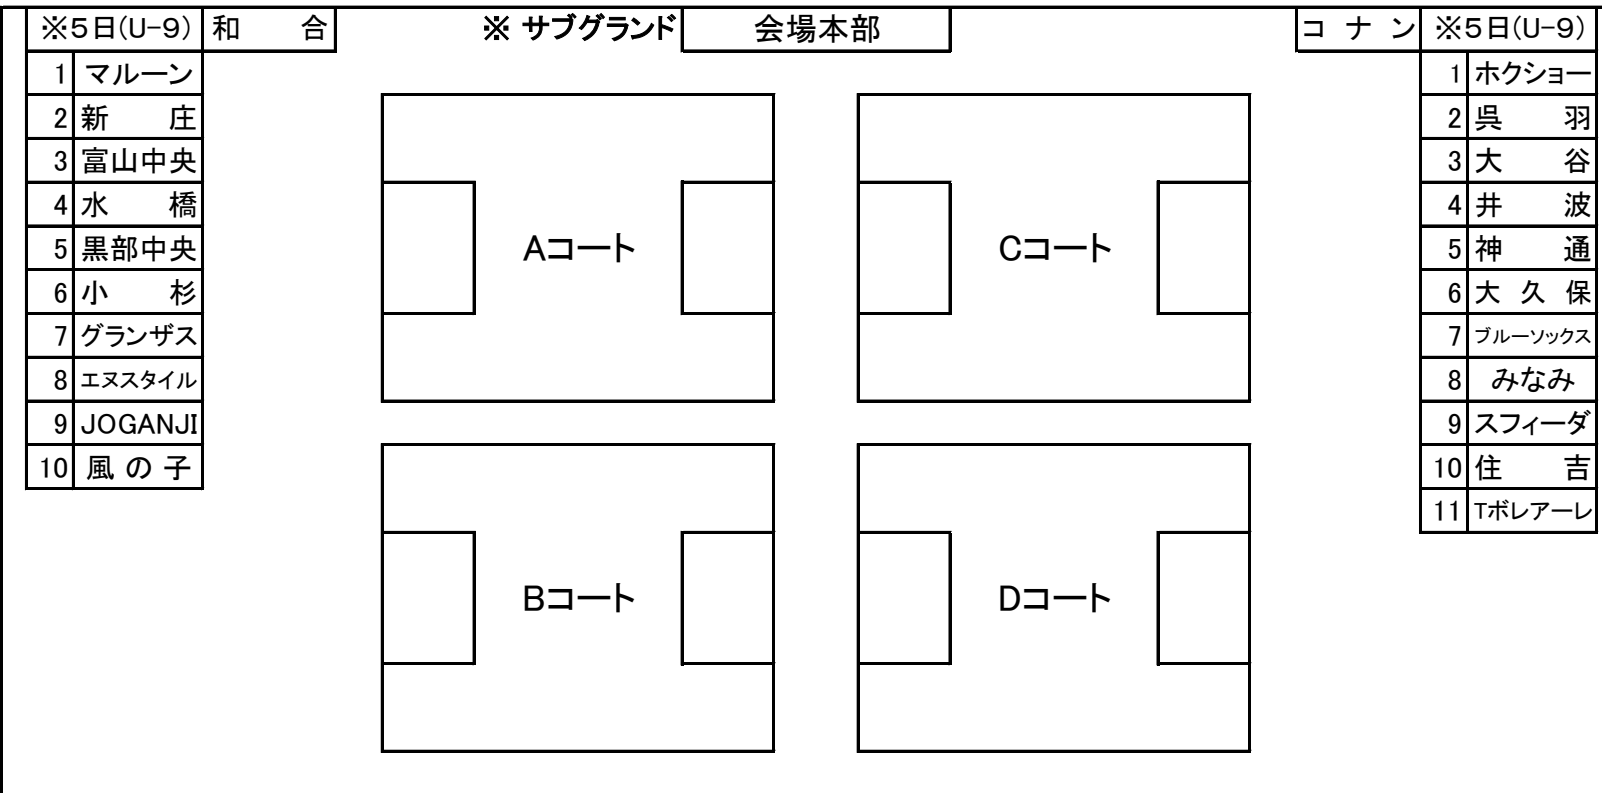 ※5日(U-9) 和合 ※ サブグランド 会場本部 コナン ※5日(U-9)
1 マルーン
2 新庄
3 富山中央
4 水橋
5 黒部中央
6 小杉
7 グランザス
8 エヌスタイル
9 JOGANJI
10 風の子
Aコート
Cコート
Bコート
Dコート
1 ホクショー
2 呉羽
3 大谷
4 井波
5 神通
6 大久保
7 ブルーソックス
8 みなみ
9 スフィーダ
10 住吉
11 Tボレアーレ